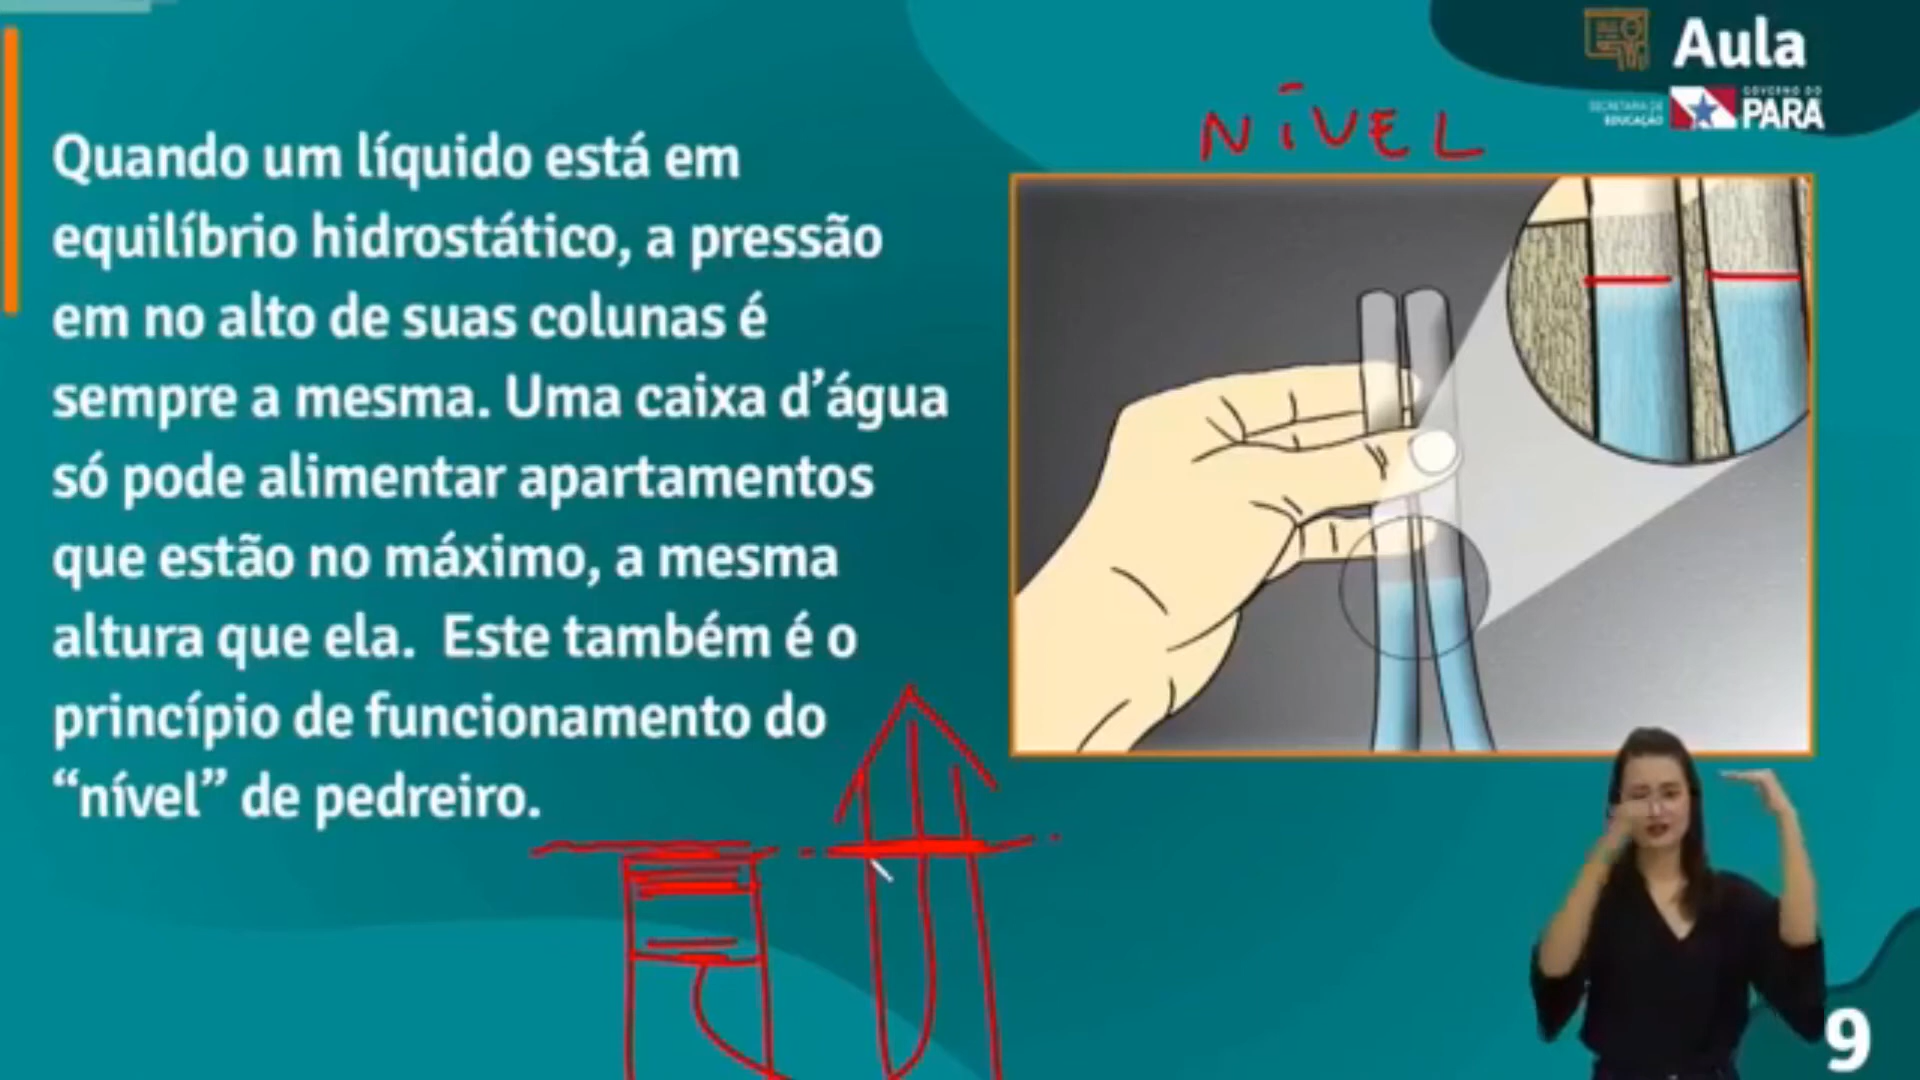 Aula
SECRETARIA DE
EDUCAÇÃO
GOVERNO DO
PARÁ
NÍVEL
Quando um líquido está em
equilíbrio hidrostático, a pressão
em no alto de suas colunas é
sempre a mesma. Uma caixa d’água
só pode alimentar apartamentos
que estão no máximo, a mesma
altura que ela. Este também é o
princípio de funcionamento do
“nível” de pedreiro.
9